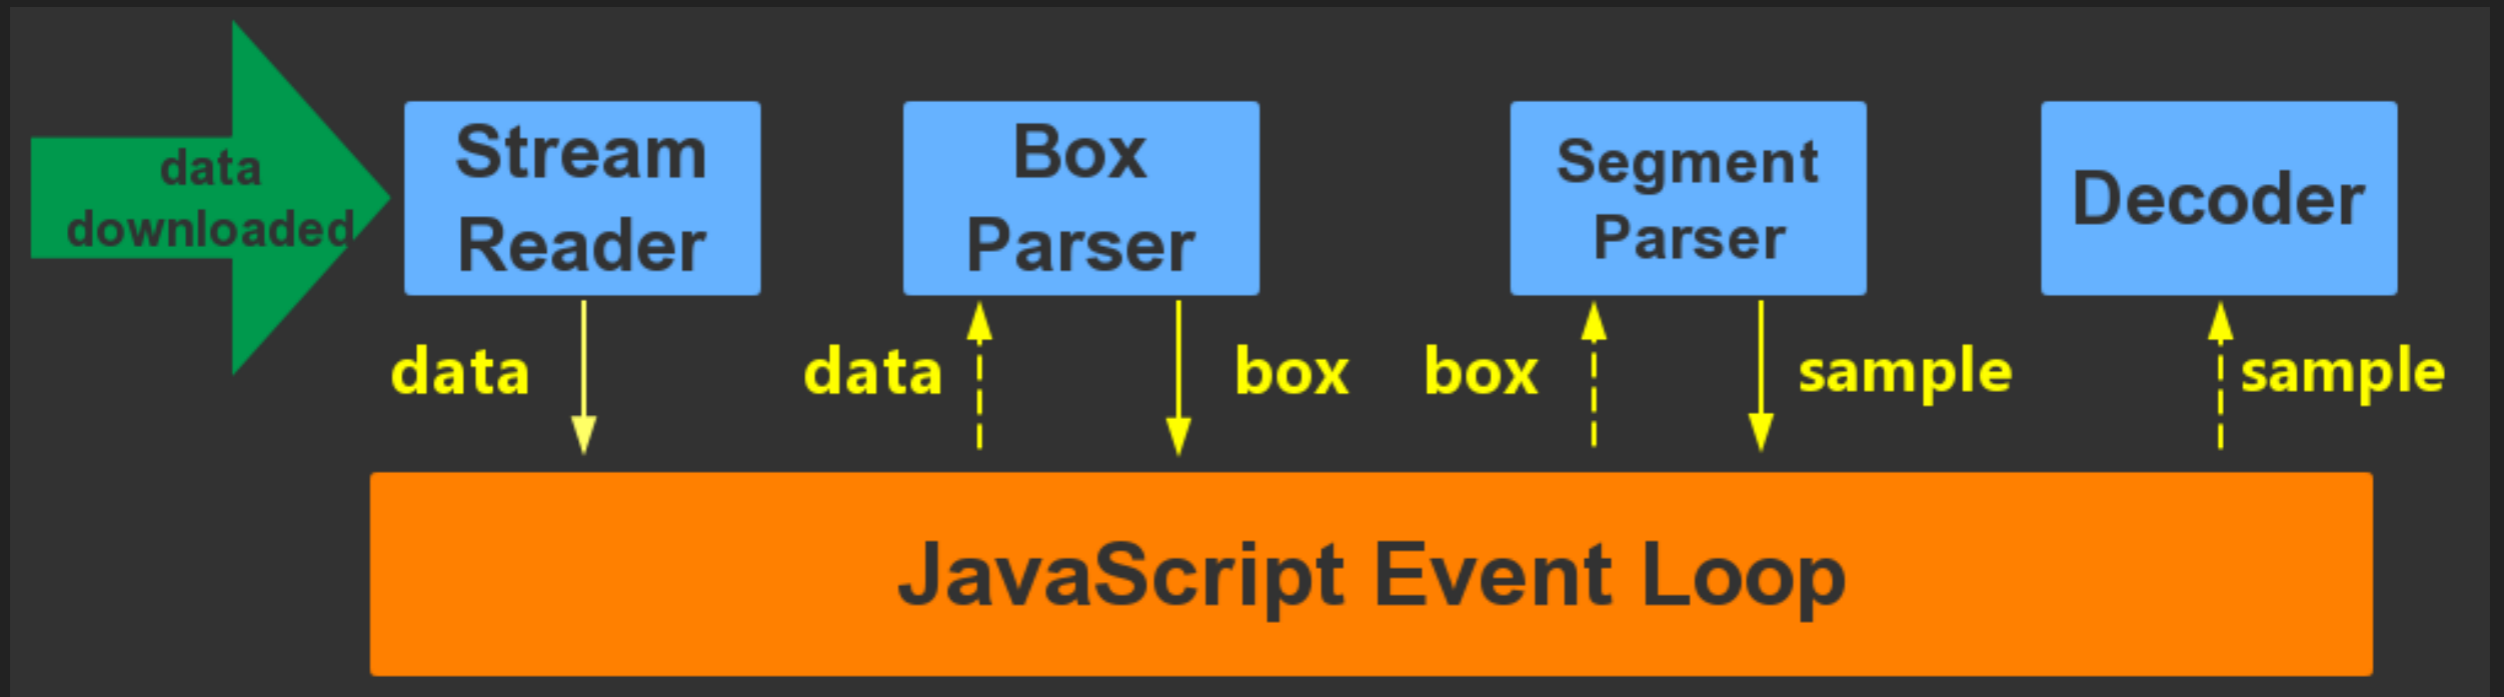 data
downloaded
Stream
Reader
Box
Parser
Segment
Parser
Decoder
data
data
box
box
sample
sample
JavaScript Event Loop